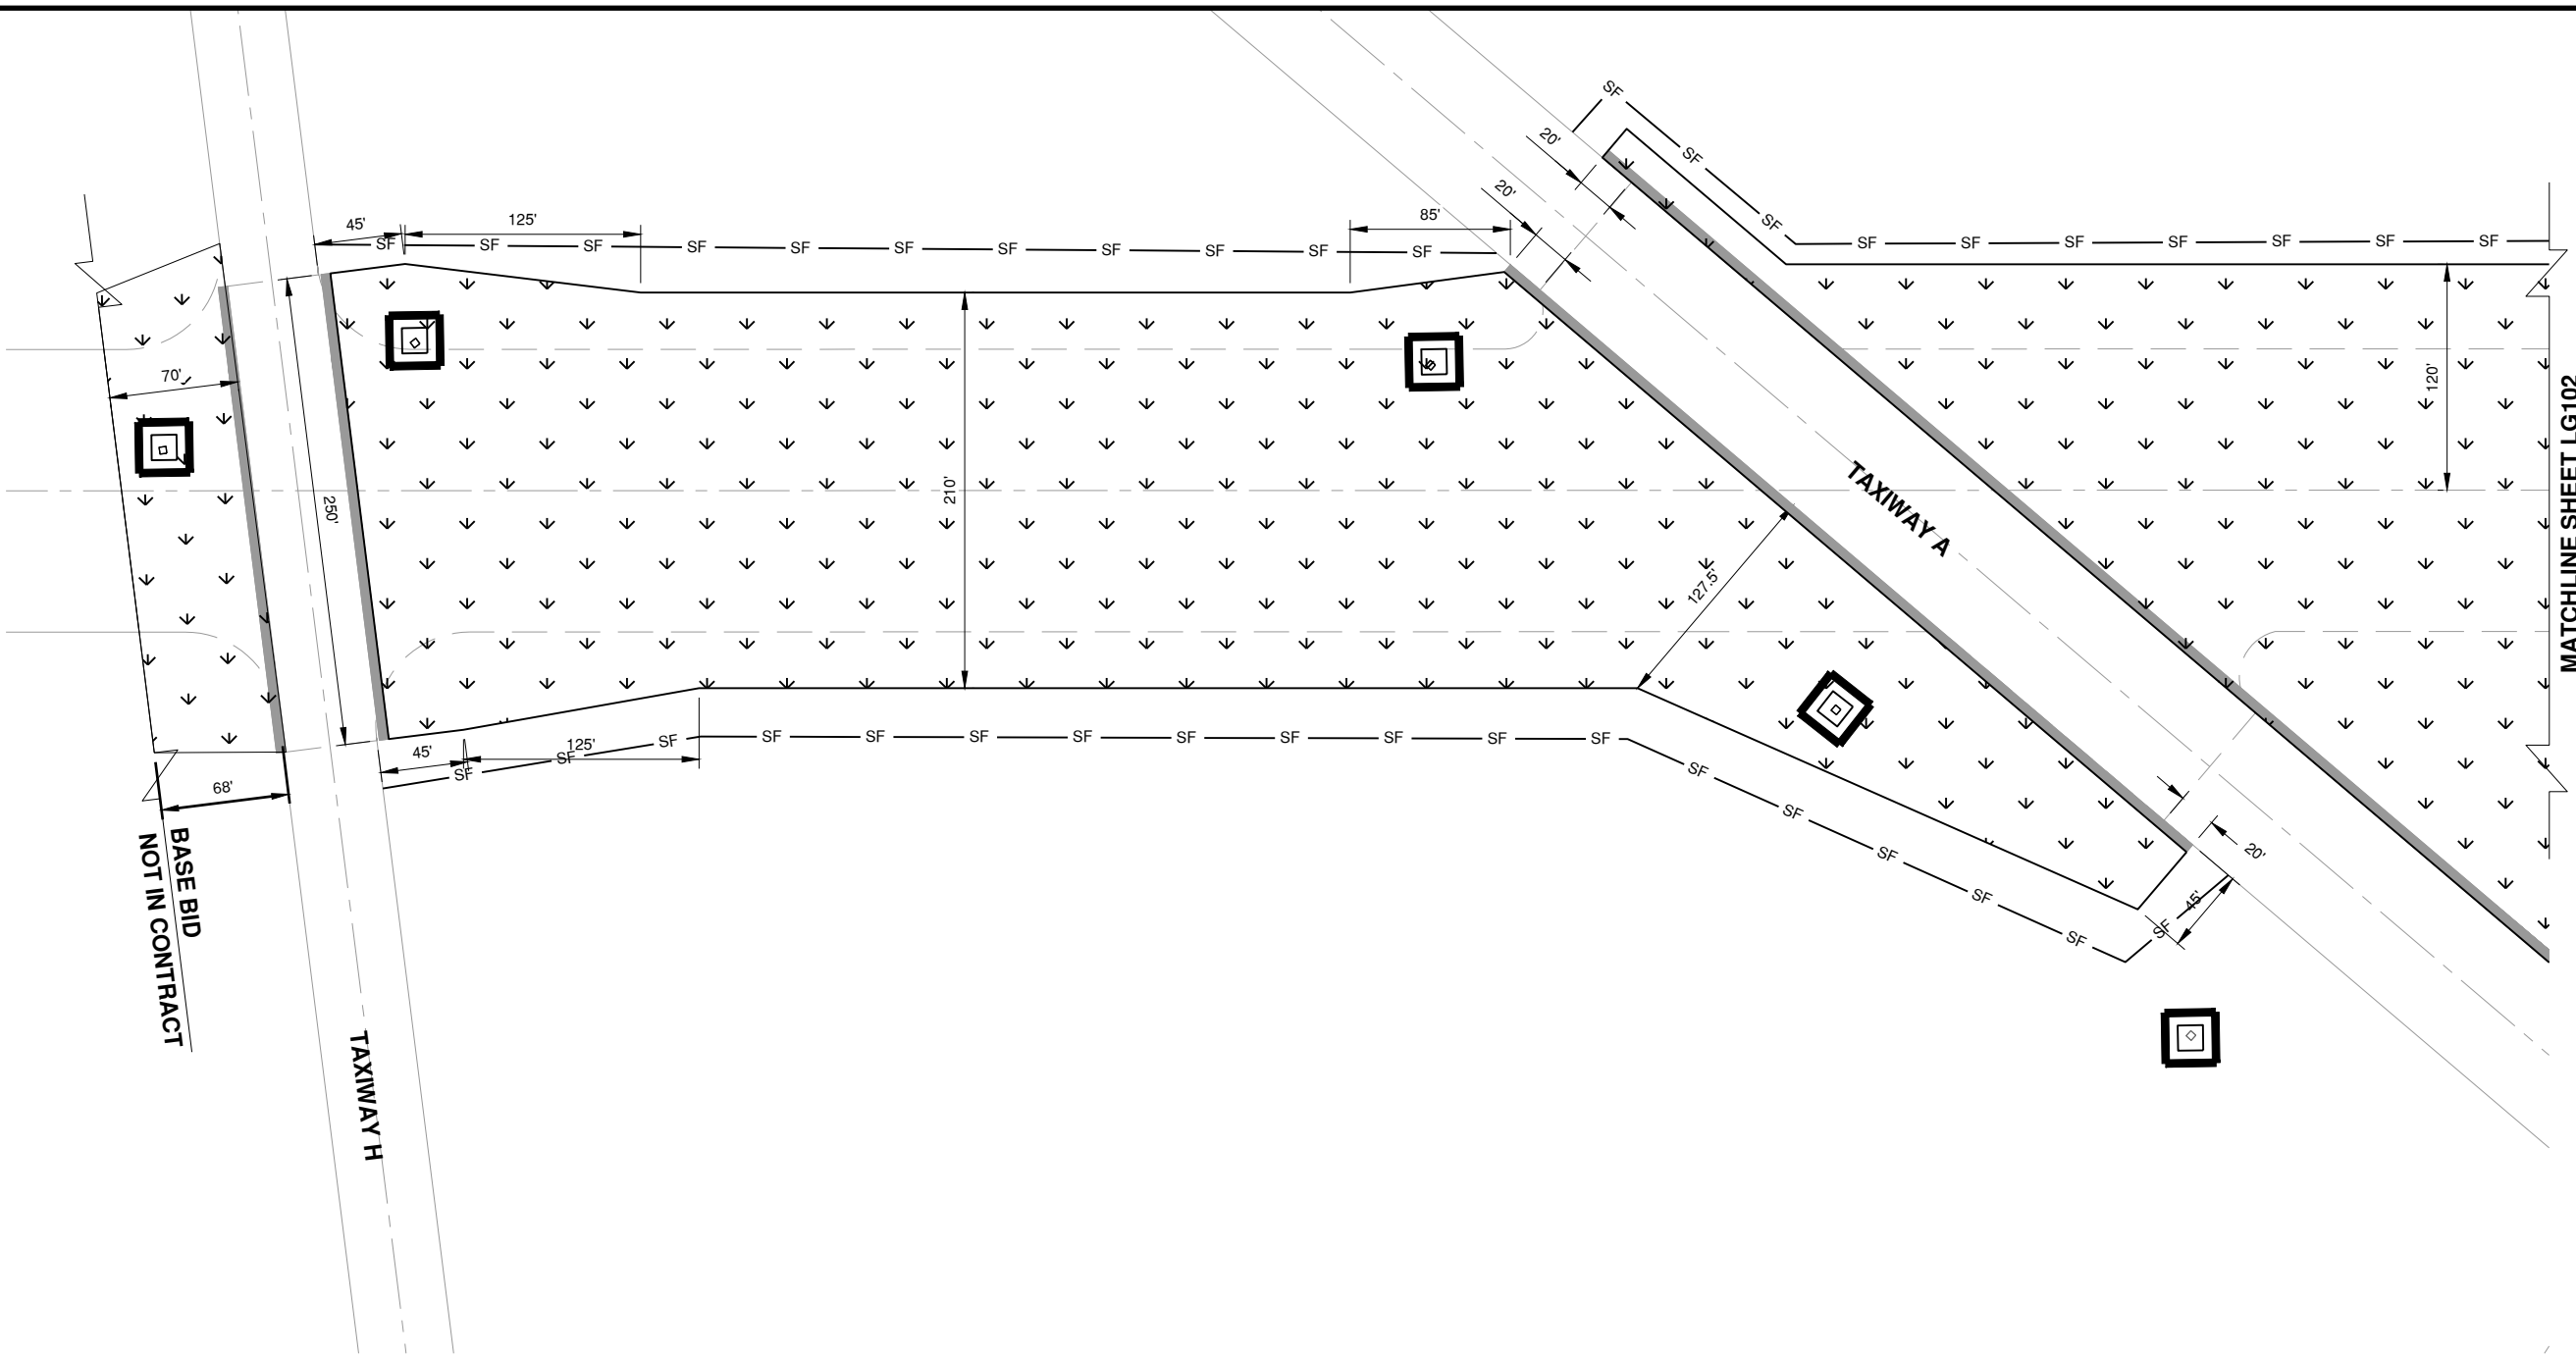 SF
20'
SF
20'
45'
125'
85'
SF
SF SF SF SF SF SF SF SF SF SF SF
SF SF SF SF SF SF SF
70'
120'
250'
210'
TAXIWAY A
MATCHLINE SHEET LG102
127.5'
45'
125'
SF
SF
SF
SF SF SF SF SF SF SF SF SF
SF
SF
SF
SF
SF
SF
68'
20'
45'
BASE BID
NOT IN CONTRACT
TAXIWAY H